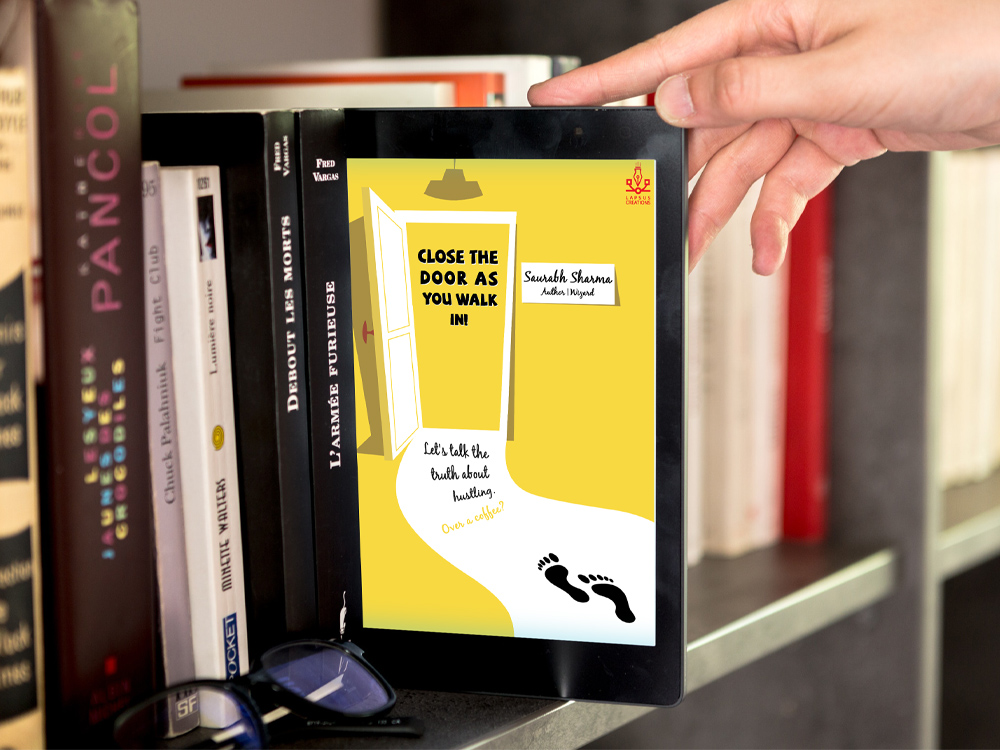 PANCOL
LES YEUX
JAUNES DES
CROCODILES
Chuck Palahniuk Fight Club
SF
9291
Lumière noire
MINETTE WALTERS
POCKET
FRED
VARGAS
DEBOUT LES MORTS
FRED
VARGAS
L'ARMÉE FURIEUSE
LAPSUS
CREATIONS
CLOSE THE
DOOR AS
YOU WALK
IN!
Saurabh Sharma
Author | Wizard
Let's talk the
truth about
hustling.
Over a coffee?